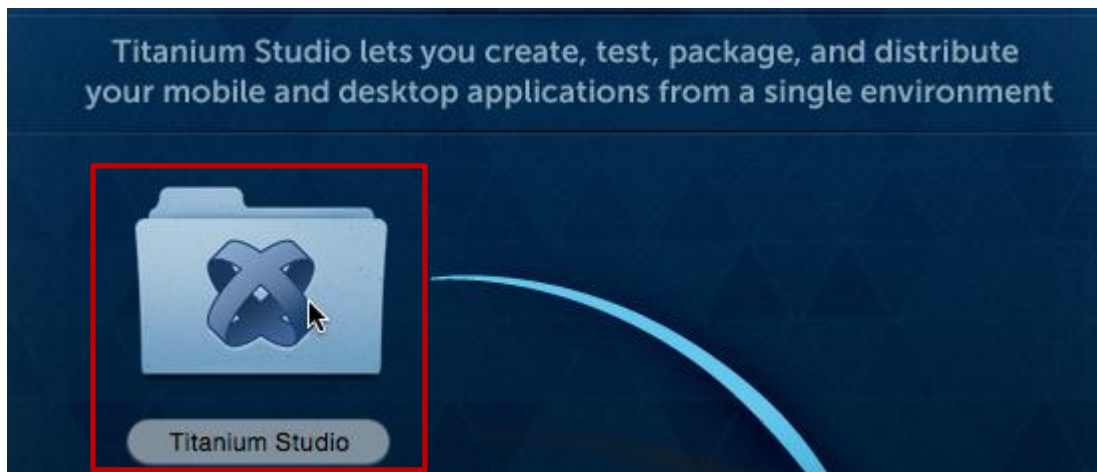 Titanium Studio lets you create, test, package, and distribute
your mobile and desktop applications from a single environment
Titanium Studio